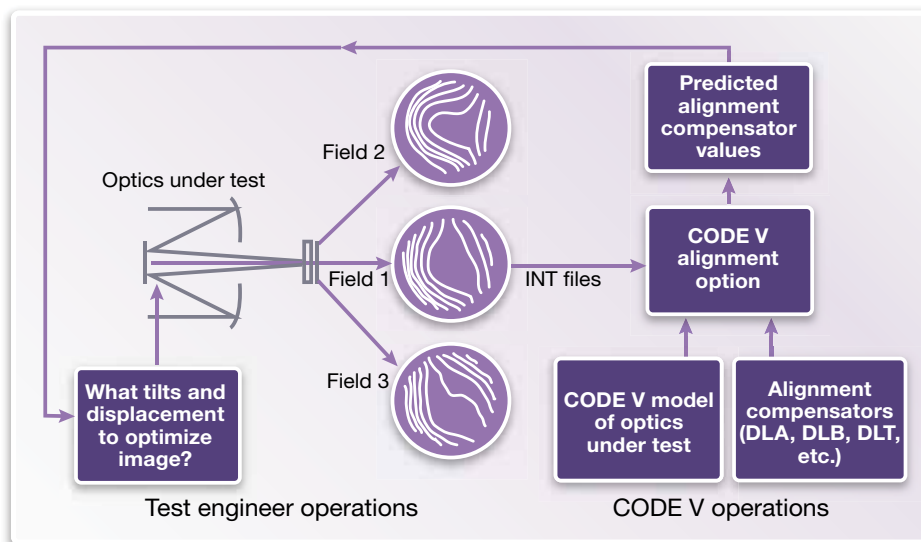 Predicted
alignment
compensator
values
Field 2
Optics under test
CODE V
alignment
option
Field 1
INT files
Field 3
What tilts and
displacement
to optimize
image?
CODE V model
of optics
under test
Alignment
compensators
(DLA, DLB, DLT,
etc.)
Test engineer operations
CODE V operations